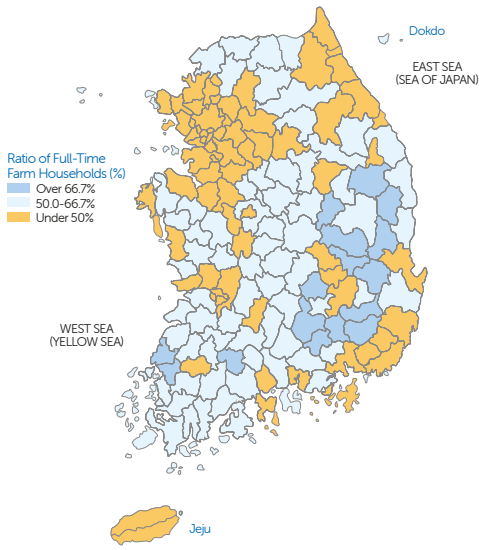 Dokdo
EAST SEA
(SEA OF JAPAN)
Ratio of Full-Time
Farm Households (%)
Over 66.7%
50.0-66.7%
Under 50%
WEST SEA
(YELLOW SEA)
Jeju